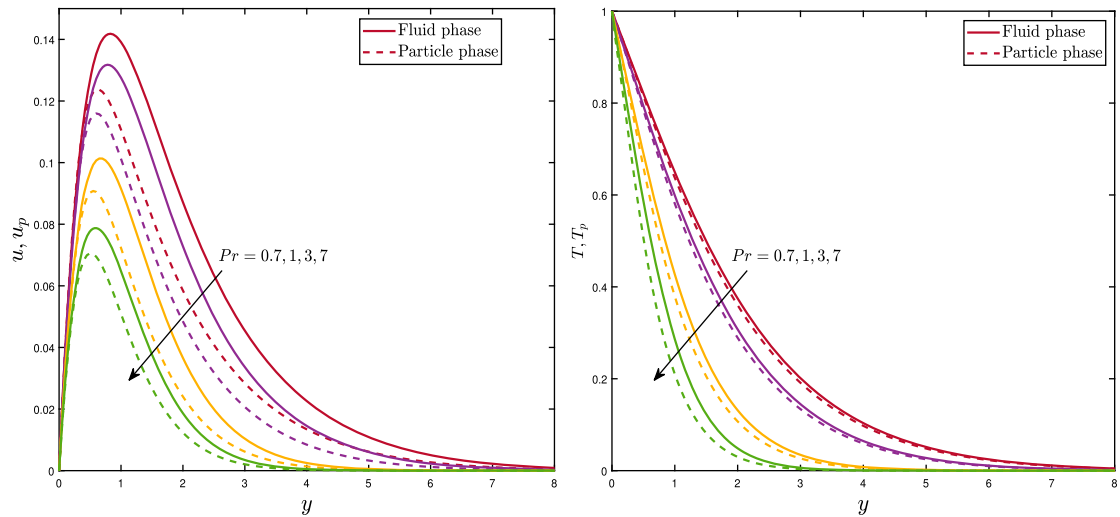 Fluid phase
Particle phase
0.14
0.12
0.1
0.08
0.06
0.04
0.02
0
u, u_p
Pr = 0.7, 1, 3, 7
0 1 2 3 4 5 6 7 8
y
Fluid phase
Particle phase
1
0.8
0.6
0.4
0.2
0
T, T_p
Pr = 0.7, 1, 3, 7
0 1 2 3 4 5 6 7 8
y